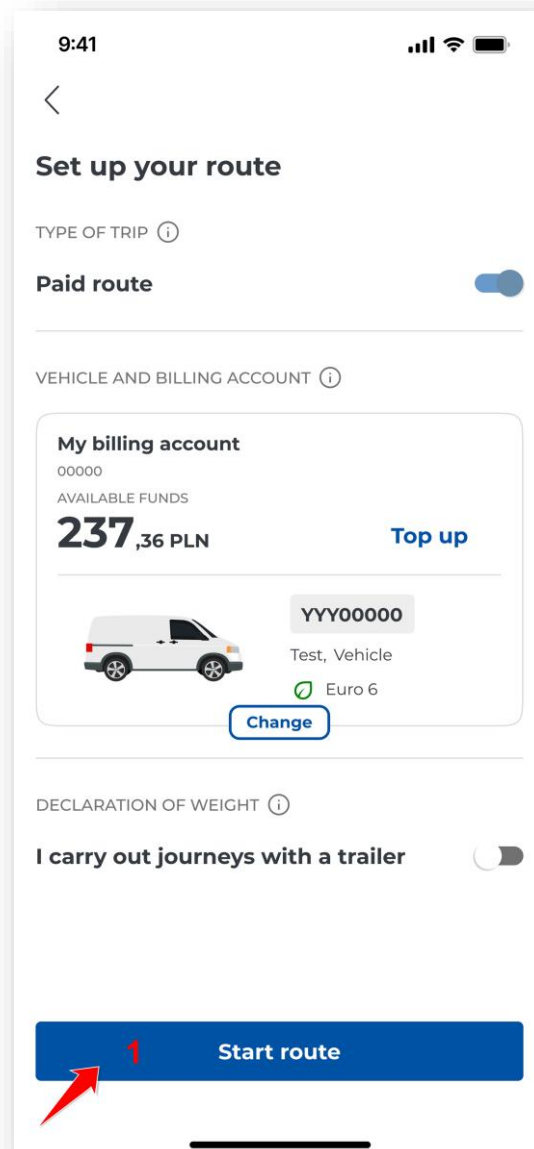 9:41
Set up your route
TYPE OF TRIP
Paid route
VEHICLE AND BILLING ACCOUNT
My billing account
00000
AVAILABLE FUNDS
237,36 PLN
Top up
YYY00000
Test, Vehicle
Euro 6
Change
DECLARATION OF WEIGHT
I carry out journeys with a trailer
1 Start route